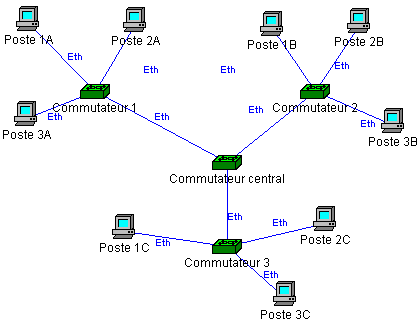 Poste 1A
Poste 2A
Poste 1B
Poste 2B
Eth
Eth
Eth
Eth
Eth
Eth
Commutateur 1
Commutateur 2
Eth
Eth
Eth
Eth
Poste 3A
Poste 3B
Commutateur central
Eth
Poste 1C
Eth
Eth
Poste 2C
Commutateur 3
Eth
Poste 3C